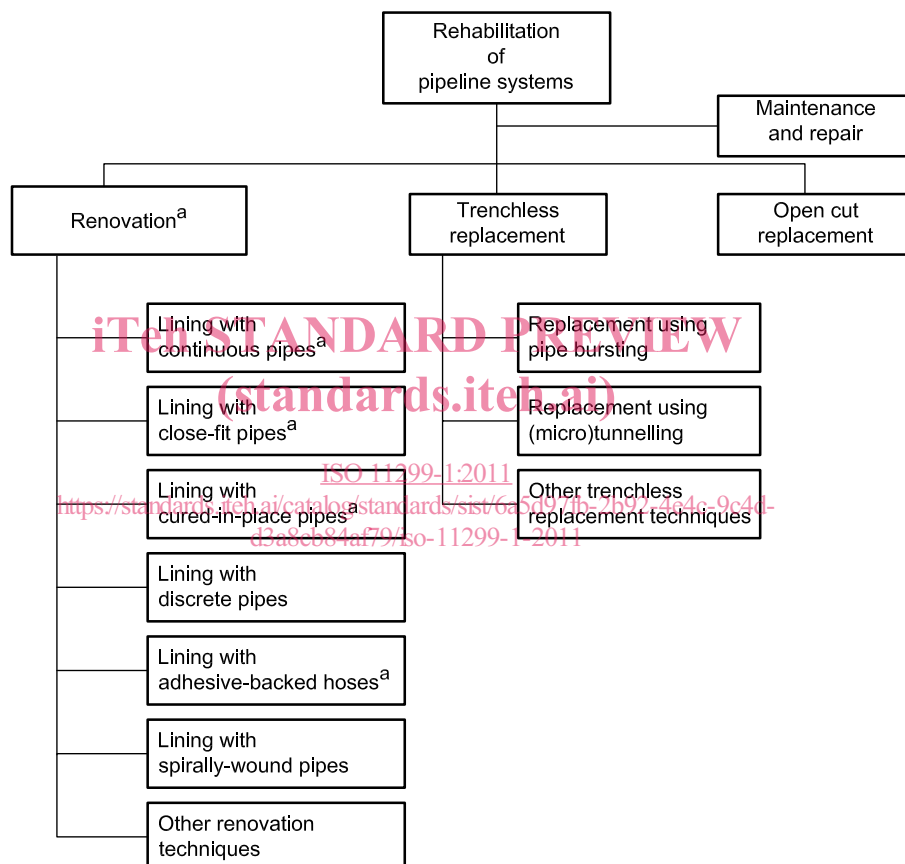 Rehabilitation
of
pipeline systems
Maintenance
and repair
Renovationa
Trenchless
replacement
Open cut
replacement
Lining with
continuous pipesa
Lining with
close-fit pipesa
Lining with
cured-in-place pipesa
Lining with
discrete pipes
Lining with
adhesive-backed hosesa
Lining with
spirally-wound pipes
Other renovation
techniques
Replacement using
pipe bursting
Replacement using
(micro)tunnelling
Other trenchless
replacement techniques
iTeh STANDARD PREVIEW
(standards.iteh.ai)
ISO 11299-1:2011
https://standards.iteh.ai/catalog/standards/sist/6a5d97fb-2b92-4e4c-9c4d-
d3a8cb84af79/iso-11299-1-2011